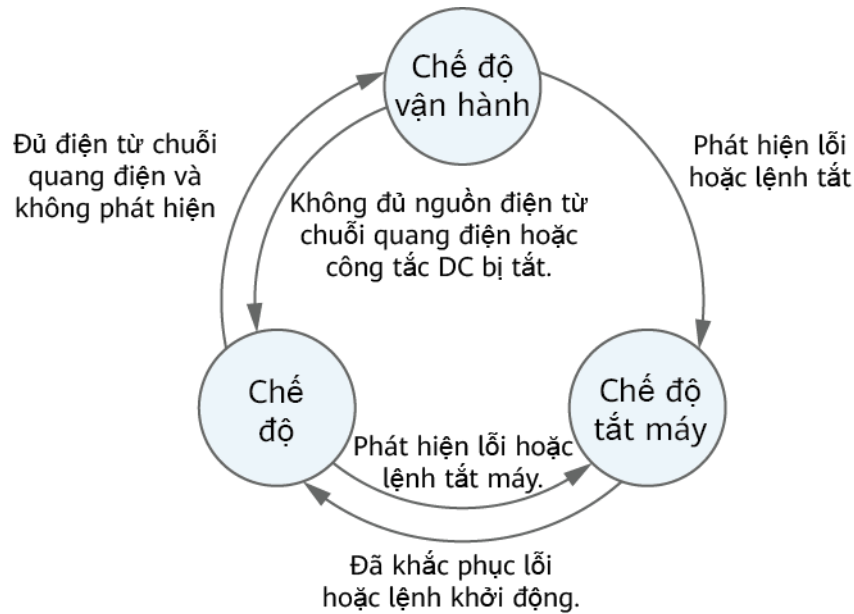 Chế độ
vận hành
Đủ điện từ chuỗi
quang điện và
không phát hiện
Không đủ nguồn điện từ
chuỗi quang điện hoặc
công tắc DC bị tắt.
Phát hiện lỗi
hoặc lệnh tắt
Chế
độ
Chế độ
tắt máy
Phát hiện lỗi hoặc
lệnh tắt máy.
Đã khắc phục lỗi
hoặc lệnh khởi động.